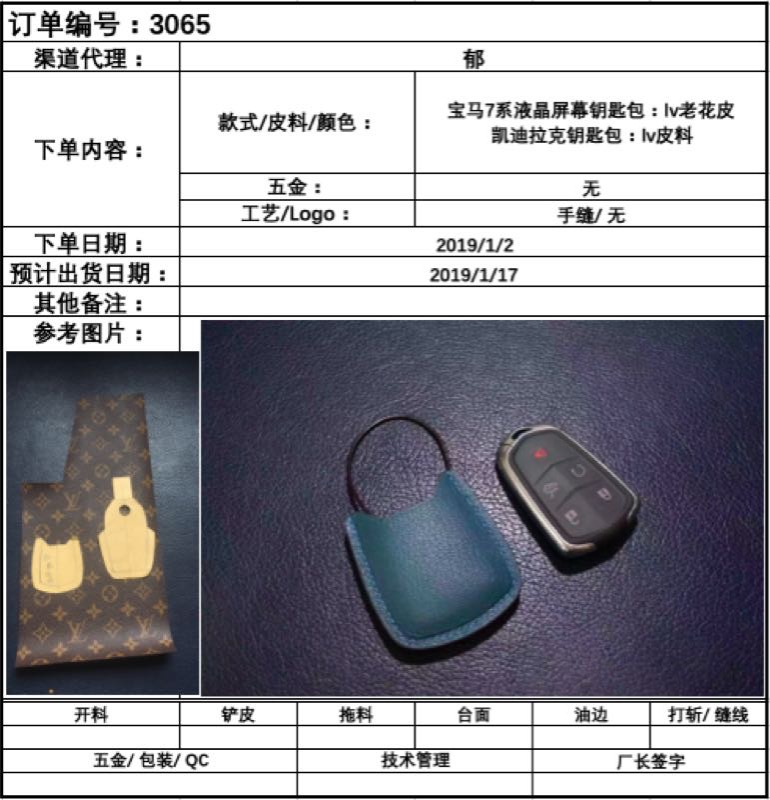 订单编号：3065
渠道代理：
郁
下单内容：
款式/皮料/颜色：
宝马7系液晶屏幕钥匙包：lv老花皮
凯迪拉克钥匙包：lv皮料
五金：
无
工艺/Logo：
手缝/ 无
下单日期：
2019/1/2
预计出货日期：
2019/1/17
其他备注：
参考图片：
开料
铲皮
拖料
台面
油边
打斩/ 缝线
五金/ 包装/ QC
技术管理
厂长签字